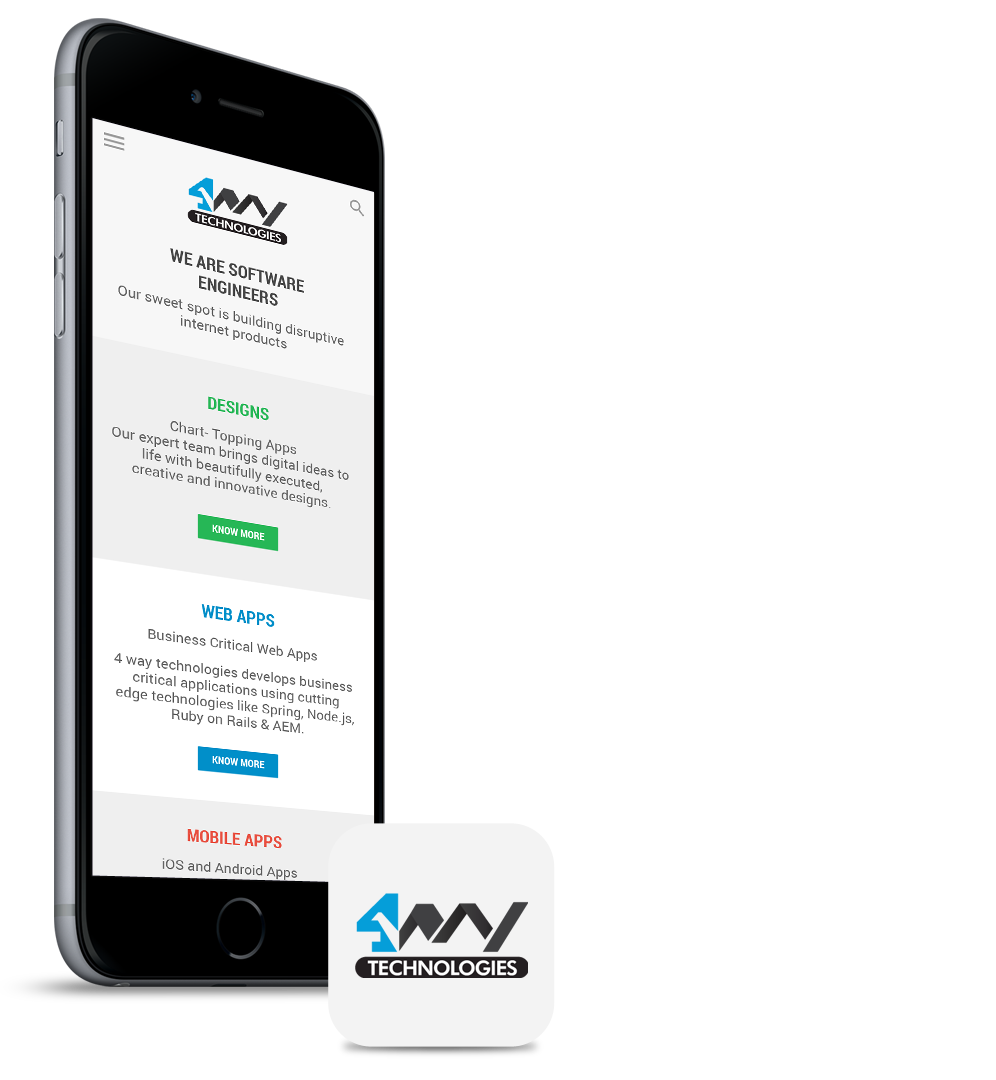 4way
TECHNOLOGIES
WE ARE SOFTWARE
ENGINEERS
Our sweet spot is building disruptive
internet products
DESIGNS
Chart- Topping Apps
Our expert team brings digital ideas to
life with beautifully executed,
creative and innovative designs.
KNOW MORE
WEB APPS
Business Critical Web Apps
4 way technologies develops business
critical applications using cutting
edge technologies like Spring, Node.js,
Ruby on Rails & AEM.
KNOW MORE
MOBILE APPS
iOS and Android Apps
4way
TECHNOLOGIES